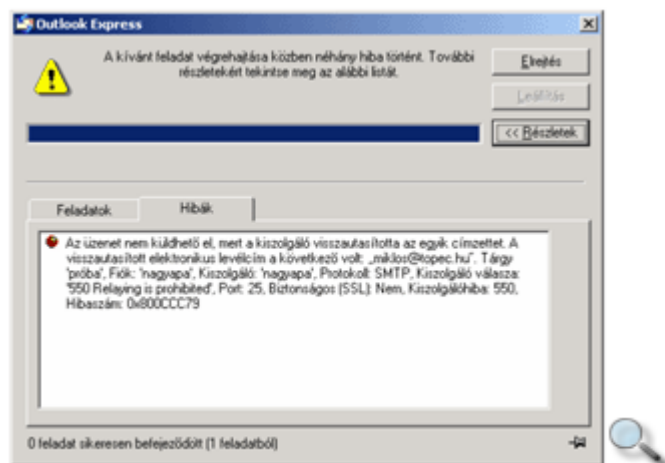 Outlook Express
A kívánt feladat végrehajtása közben néhány hiba történt. További
részletekért tekintse meg az alábbi listát.
Elrejtés
Leállítás
<< Részletek
Feladatok
Hibák
Az üzenet nem küldhető el, mert a kiszolgáló visszautasította az egyik címzettet. A
visszautasított elektronikus levélcím a következő volt: „miklos@topec.hu”. Tárgy
'próba', Fiók: 'nagyapa', Kiszolgáló: 'nagyapa', Protokoll: SMTP, Kiszolgáló válasza:
'550 Relaying is prohibited', Port: 25, Biztonságos (SSL): Nem, Kiszolgálóhiba: 550,
Hibaszám: 0x800CCC79
0 feladat sikeresen befejeződött (1 feladatból)